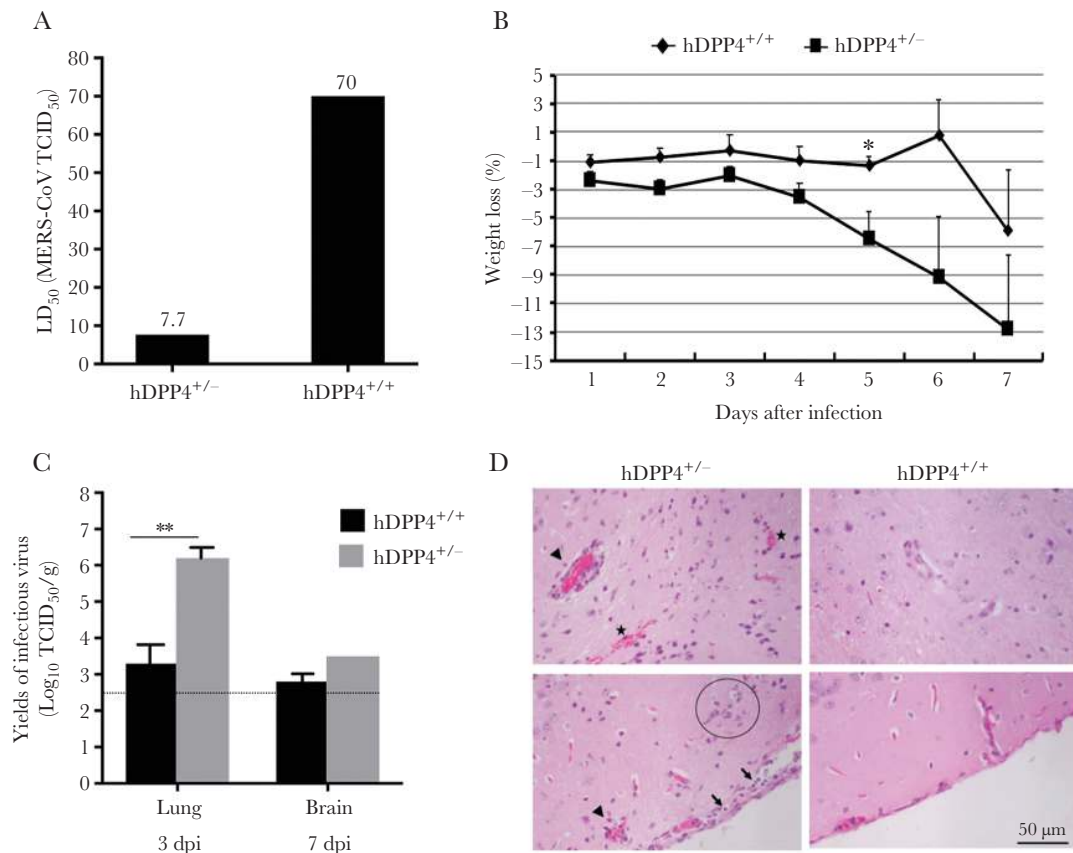 A
LD₅₀ (MERS-CoV TCID₅₀)
80
70
60
50
40
30
20
10
0
7.7
70
hDPP4⁺/⁻
hDPP4⁺/⁺
B
hDPP4⁺/⁺
hDPP4⁺/⁻
Weight loss (%)
5
3
1
–1
–3
–5
–7
–9
–11
–13
–15
*
1 2 3 4 5 6 7
Days after infection
C
Yields of infectious virus
(Log₁₀ TCID₅₀/g)
8
7
6
5
4
3
2
1
0
**
hDPP4⁺/⁺
hDPP4⁺/⁻
Lung Brain
3 dpi 7 dpi
D
hDPP4⁺/⁻
hDPP4⁺/⁺
50 μm